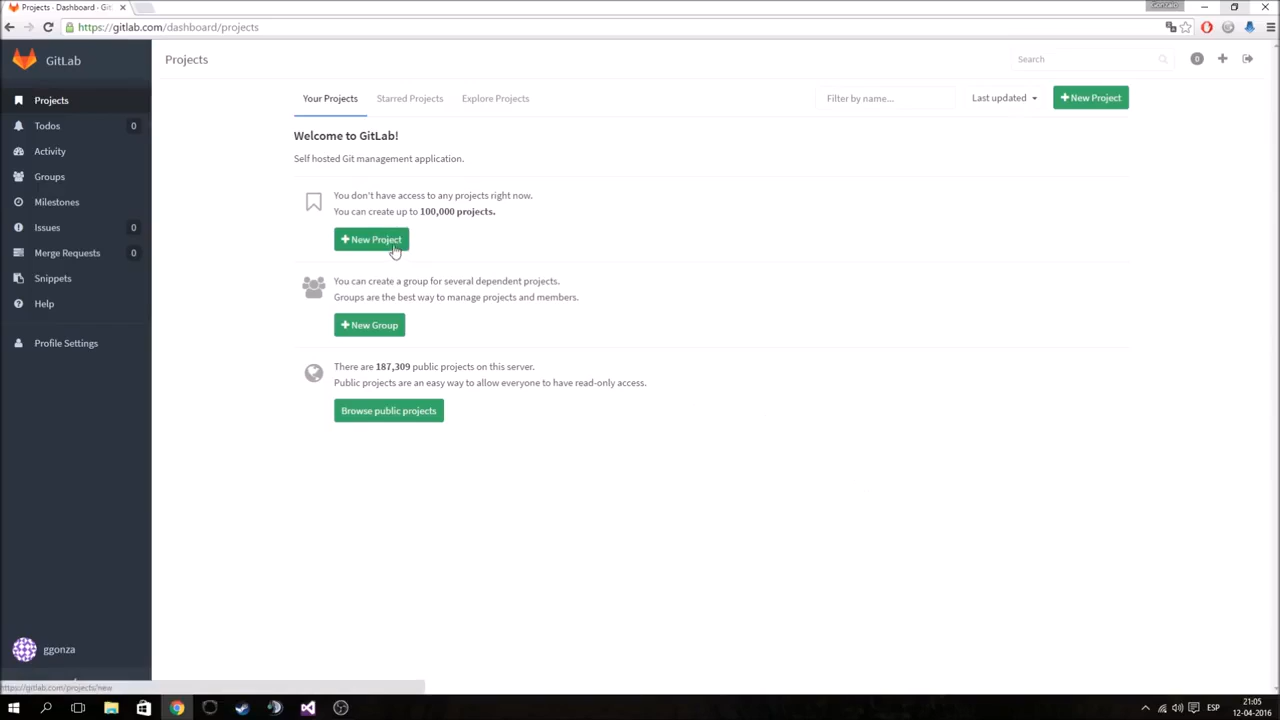 Projects - Dashboard · Git
Gonzalo
https://gitlab.com/dashboard/projects
GitLab
Projects
Search
0
Projects
Todos 0
Activity
Groups
Milestones
Issues 0
Merge Requests 0
Snippets
Help
Profile Settings
ggonza
Your Projects Starred Projects Explore Projects
Filter by name...
Last updated
New Project
Welcome to GitLab!
Self hosted Git management application.
You don't have access to any projects right now.
You can create up to 100,000 projects.
New Project
You can create a group for several dependent projects.
Groups are the best way to manage projects and members.
New Group
There are 187,309 public projects on this server.
Public projects are an easy way to allow everyone to have read-only access.
Browse public projects
https://gitlab.com/projects/new
ESP
21:05
12-04-2016